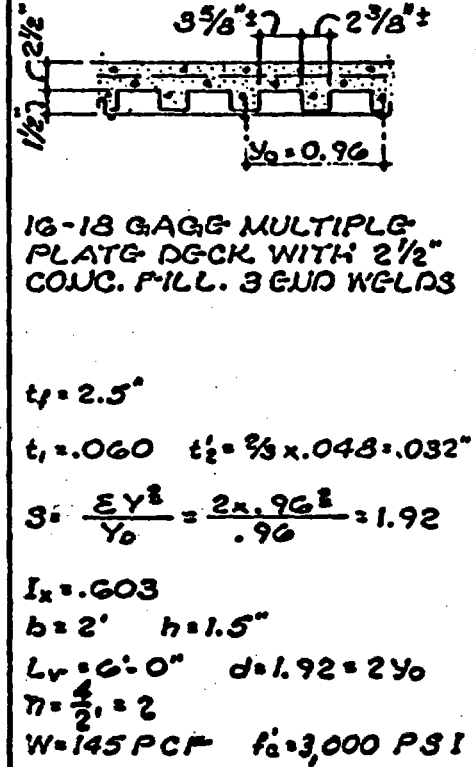 3⅝"± 2⅜"±
2½"
1½"
Y₀ = 0.96
16-18 GAGE MULTIPLE
PLATE DECK WITH 2½"
CONC. FILL. 3 END WELDS
t_f = 2.5"
t₁ = .060 t₂' = ⅔ x .048 = .032"
S = ΣY²/Y₀ = 2x.96²/.96 = 1.92
Iₓ = .603
b = 2' h = 1.5"
Lᵥ = 6'-0" d = 1.92 = 2Y₀
n = 4/2' = 2
W = 145 PCF f'c = 3,000 PSI